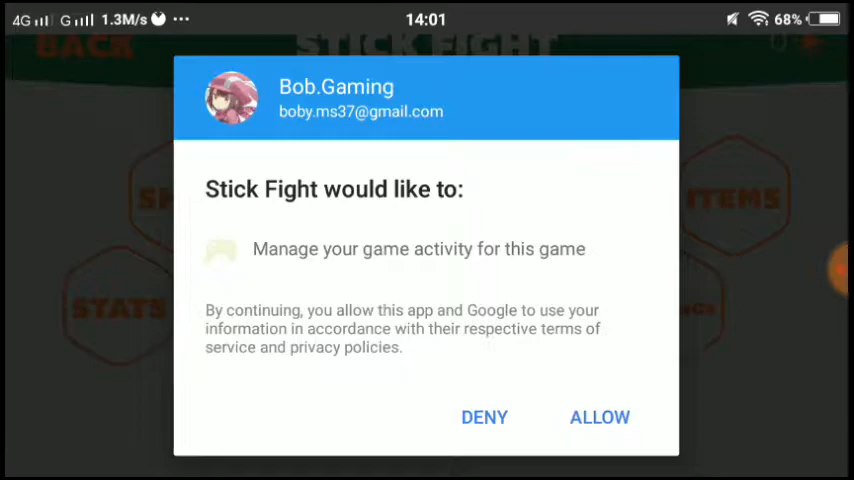 4G G 1.3M/s 14:01 68%
BACK STICK FIGHT
Bob.Gaming
boby.ms37@gmail.com
Stick Fight would like to:
ITEMS
Manage your game activity for this game
STATS
By continuing, you allow this app and Google to use your
information in accordance with their respective terms of
service and privacy policies.
DENY ALLOW